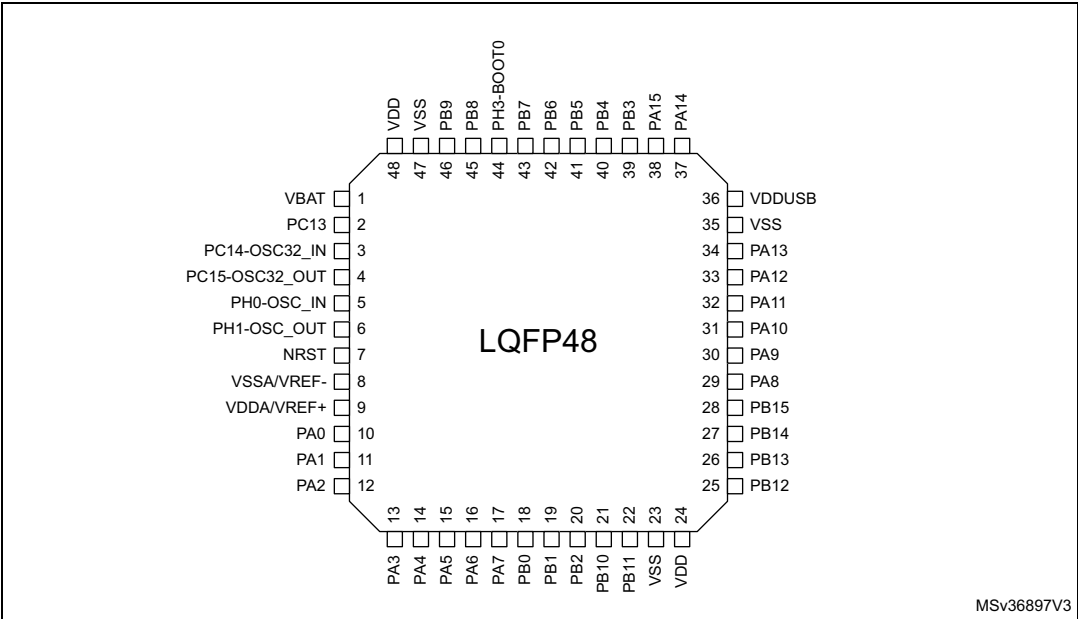 VDD
VSS
PB9
PB8
PH3-BOOT0
PB7
PB6
PB5
PB4
PB3
PA15
PA14
48
47
46
45
44
43
42
41
40
39
38
37
VBAT 1
PC13 2
PC14-OSC32_IN 3
PC15-OSC32_OUT 4
PH0-OSC_IN 5
PH1-OSC_OUT 6
NRST 7
VSSA/VREF- 8
VDDA/VREF+ 9
PA0 10
PA1 11
PA2 12
LQFP48
36 VDDUSB
35 VSS
34 PA13
33 PA12
32 PA11
31 PA10
30 PA9
29 PA8
28 PB15
27 PB14
26 PB13
25 PB12
13
14
15
16
17
18
19
20
21
22
23
24
PA3
PA4
PA5
PA6
PA7
PB0
PB1
PB2
PB10
PB11
VSS
VDD
MSv36897V3